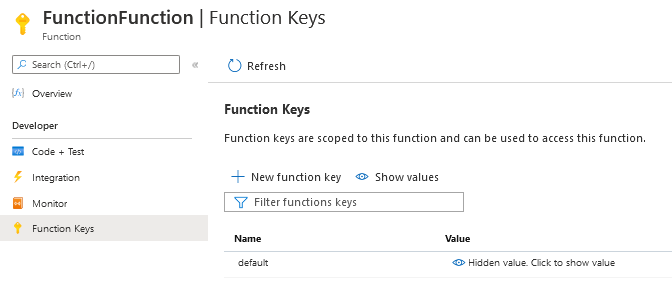 FunctionFunction | Function Keys
Function
Search (Ctrl+/)
«
Refresh
Overview
Developer
Code + Test
Integration
Monitor
Function Keys
Function Keys
Function keys are scoped to this function and can be used to access this function.
New function key
Show values
Filter functions keys
Name Value
default Hidden value. Click to show value